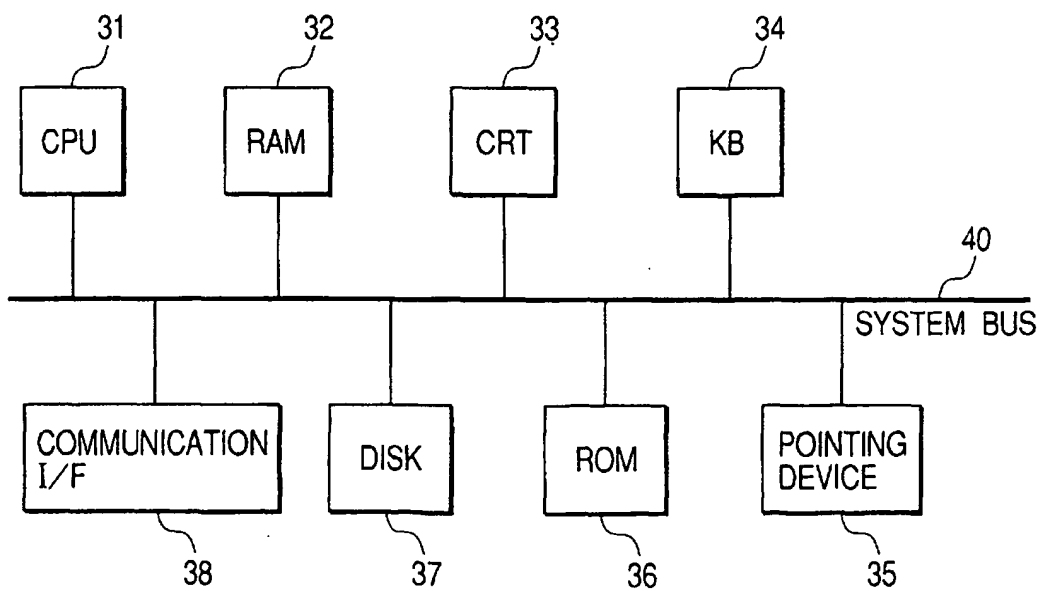 31
32
33
34
CPU
RAM
CRT
KB
40
SYSTEM BUS
COMMUNICATION
I/F
DISK
ROM
POINTING
DEVICE
38
37
36
35